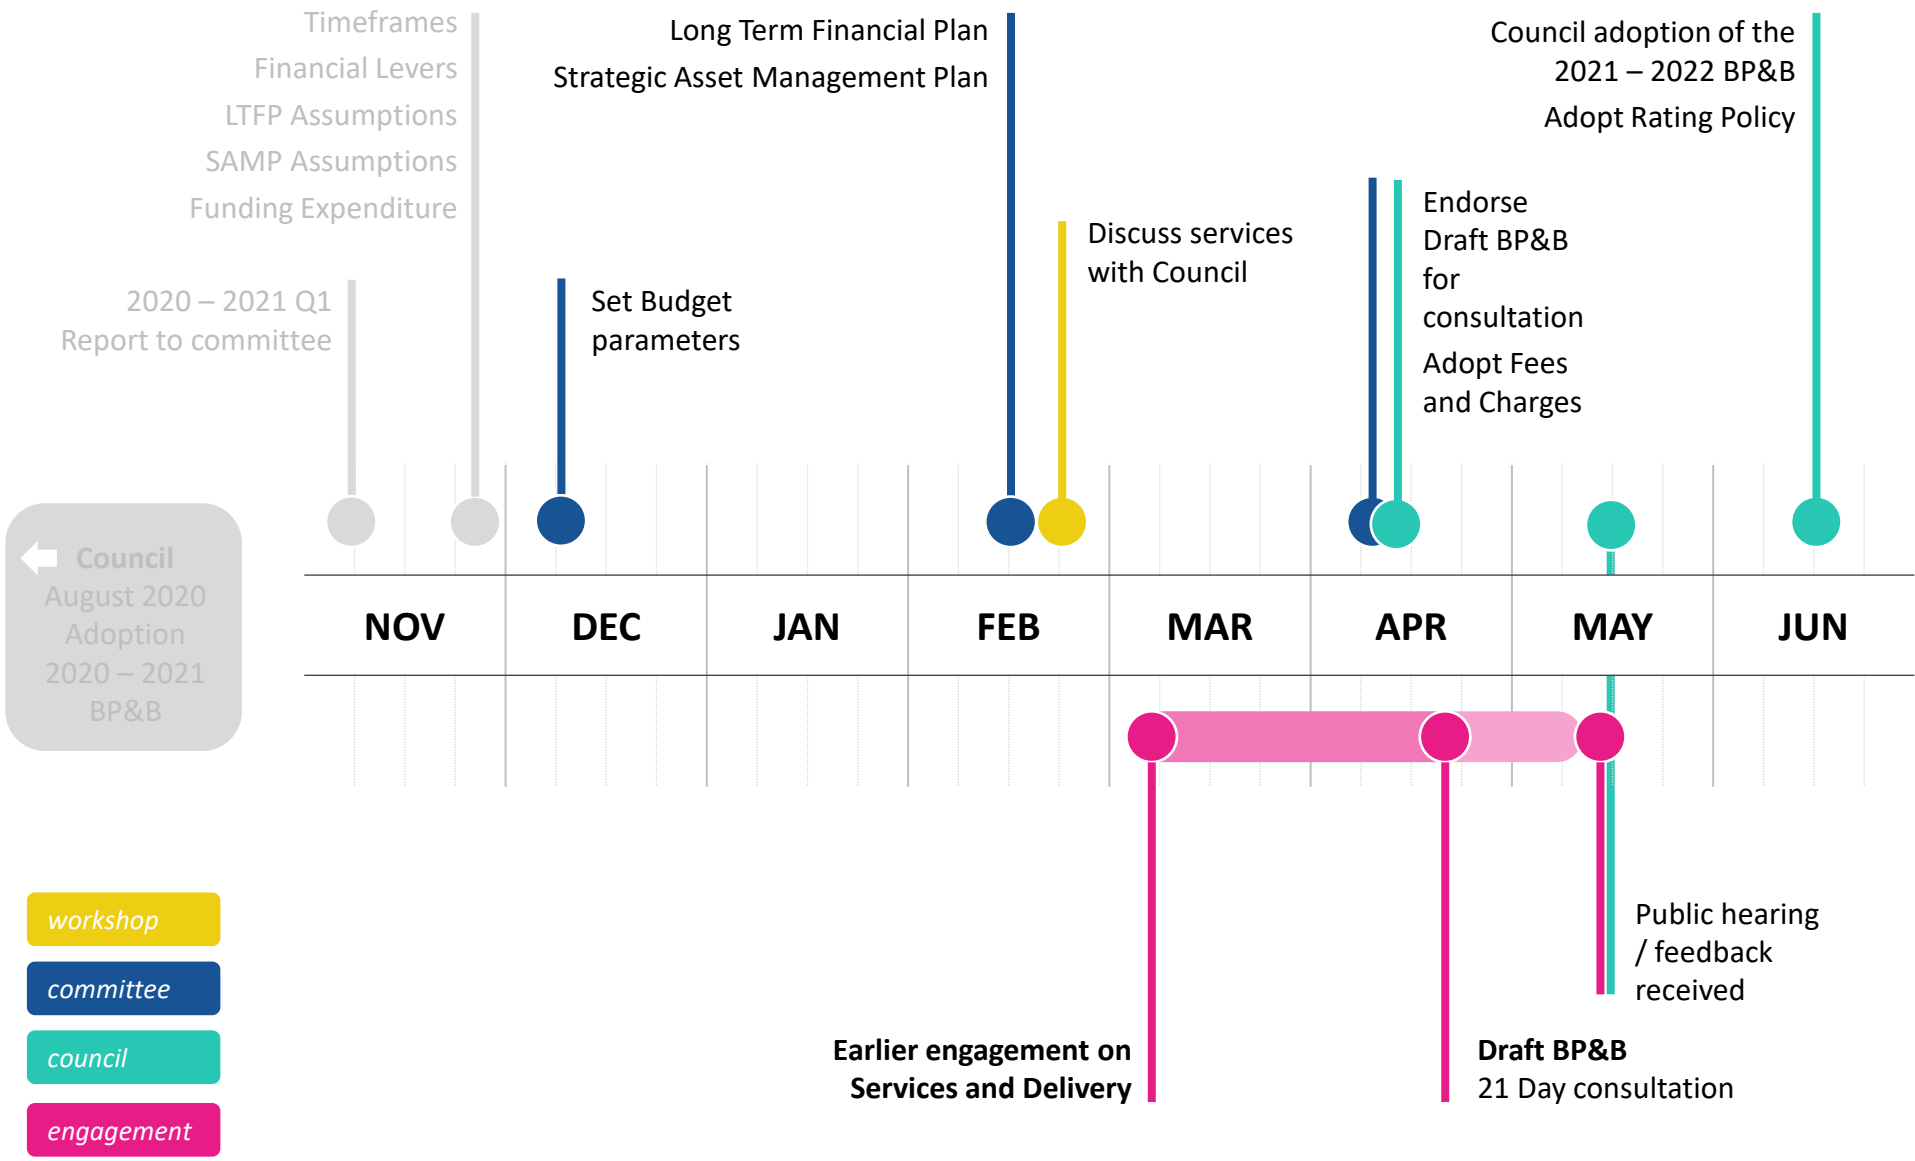 Timeframes
Financial Levers
LTFP Assumptions
SAMP Assumptions
Funding Expenditure
2020 – 2021 Q1
Report to committee
Set Budget
parameters
Long Term Financial Plan
Strategic Asset Management Plan
Discuss services
with Council
Endorse
Draft BP&B
for
consultation
Adopt Fees
and Charges
Council adoption of the
2021 – 2022 BP&B
Adopt Rating Policy
Council
August 2020
Adoption
2020 – 2021
BP&B
NOV DEC JAN FEB MAR APR MAY JUN
Earlier engagement on
Services and Delivery
Draft BP&B
21 Day consultation
Public hearing
/ feedback
received
workshop
committee
council
engagement